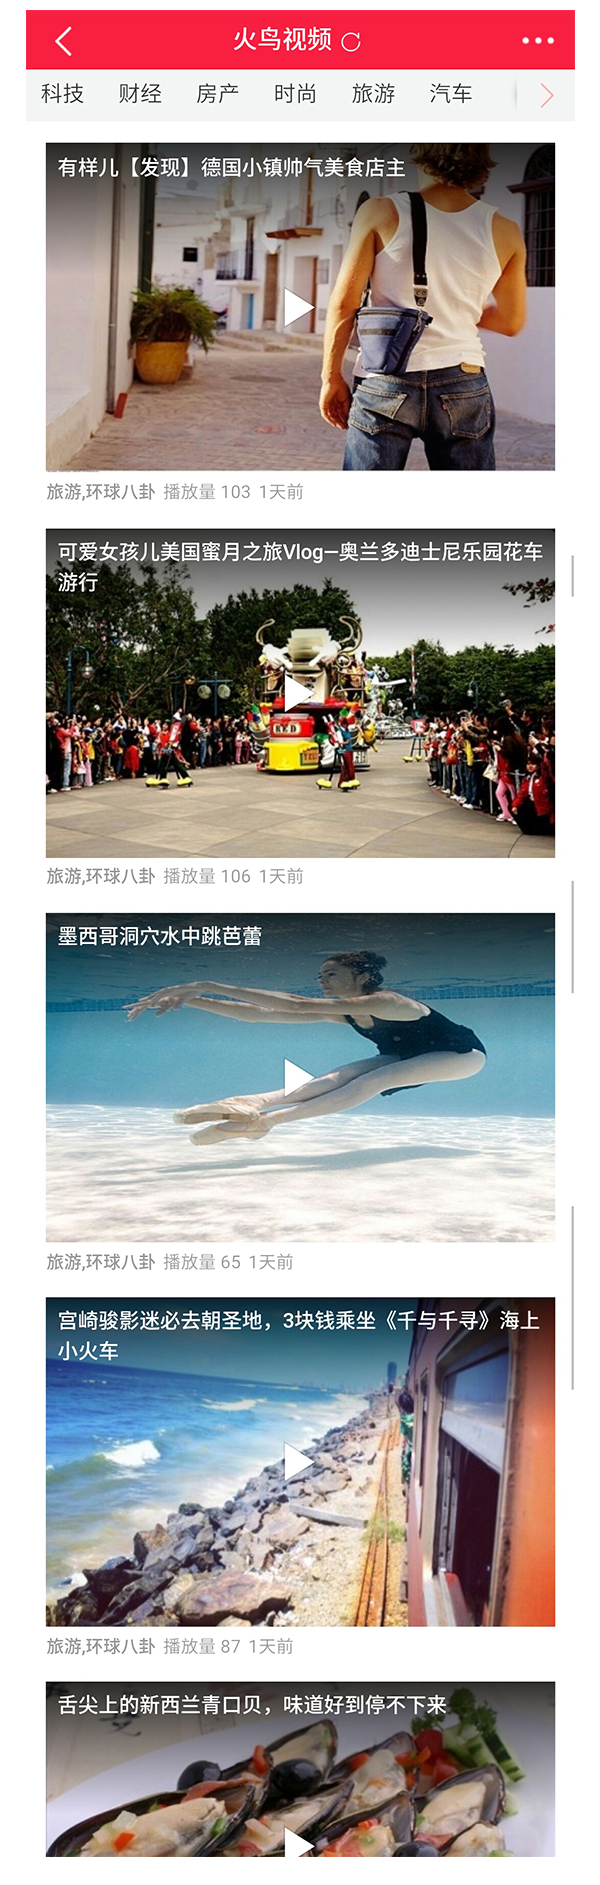 火鸟视频
科技 财经 房产 时尚 旅游 汽车
有样儿【发现】德国小镇帅气美食店主
旅游,环球八卦 播放量 103 1天前
可爱女孩儿美国蜜月之旅Vlog—奥兰多迪士尼乐园花车
游行
RED
旅游,环球八卦 播放量 106 1天前
墨西哥洞穴水中跳芭蕾
旅游,环球八卦 播放量 65 1天前
宫崎骏影迷必去朝圣地，3块钱乘坐《千与千寻》海上
小火车
旅游,环球八卦 播放量 87 1天前
舌尖上的新西兰青口贝，味道好到停不下来